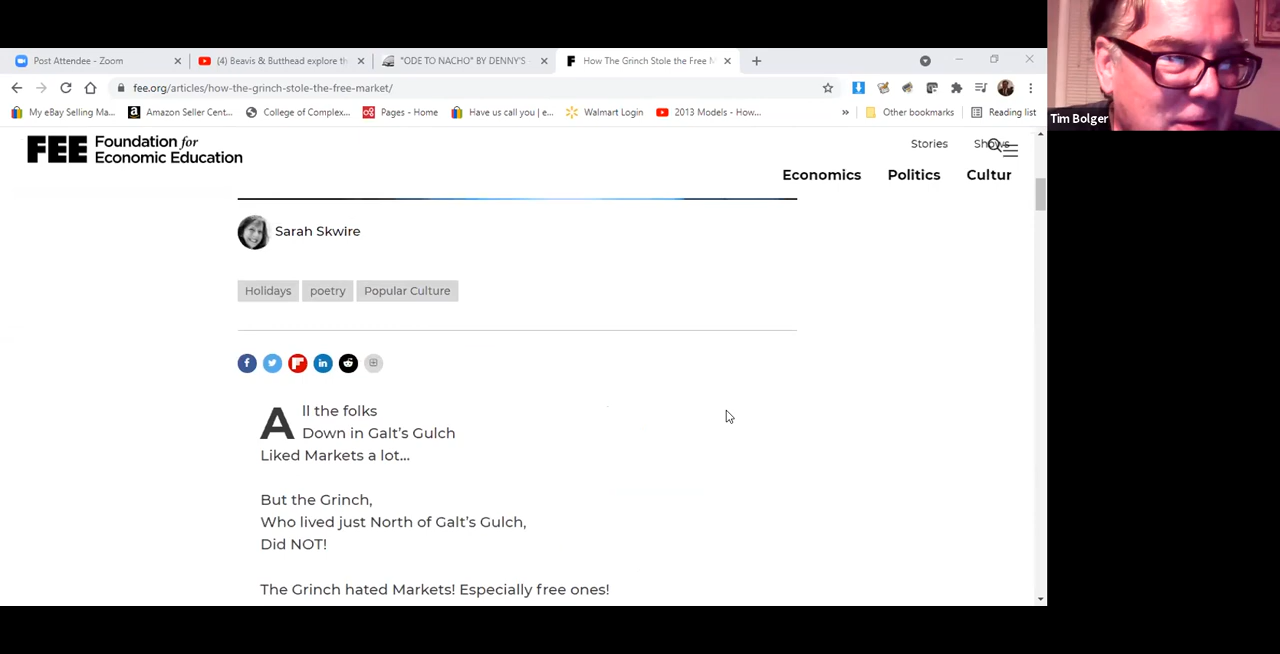 Post Attendee - Zoom
(4) Beavis & Butthead explore th
"ODE TO NACHO" BY DENNY'S
How The Grinch Stole the Free M
fee.org/articles/how-the-grinch-stole-the-free-market/
My eBay Selling Ma...
Amazon Seller Cent...
College of Complex...
Pages - Home
Have us call you | e...
Walmart Login
2013 Models - How...
»
Other bookmarks
Reading list
Tim Bolger
FEE Foundation for
Economic Education
Stories
Shows
Economics
Politics
Cultur
Sarah Skwire
Holidays
poetry
Popular Culture
All the folks
Down in Galt's Gulch
Liked Markets a lot...
But the Grinch,
Who lived just North of Galt's Gulch,
Did NOT!
The Grinch hated Markets! Especially free ones!